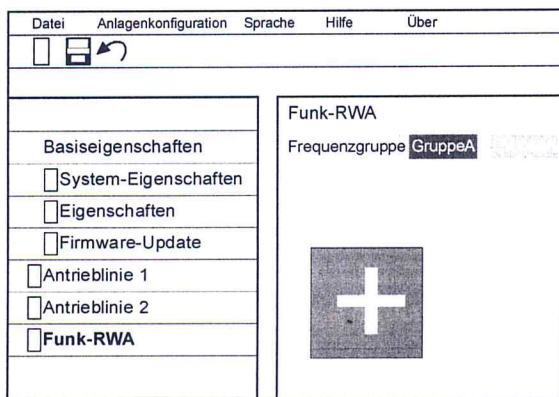 Datei Anlagenkonfiguration Sprache Hilfe Über
Basiseigenschaften
System-Eigenschaften
Eigenschaften
Firmware-Update
Antrieblinie 1
Antrieblinie 2
Funk-RWA
Funk-RWA
Frequenzgruppe GruppeA